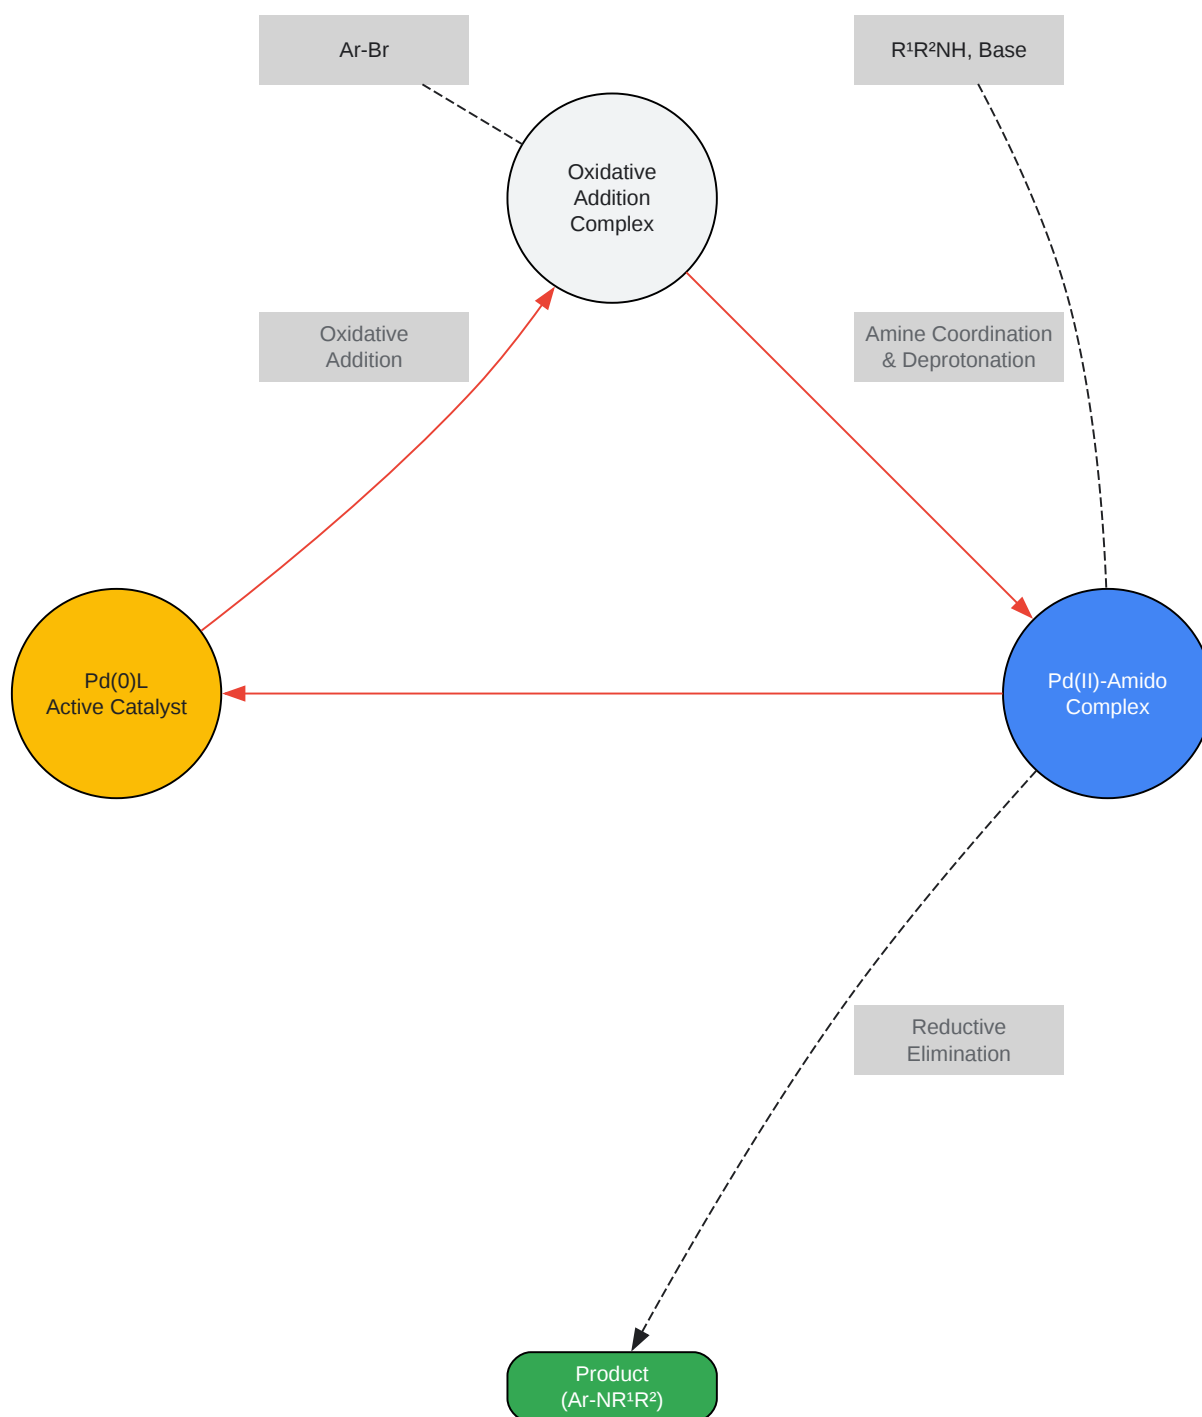 Ar-Br
R¹R²NH, Base
Oxidative
Addition
Complex
Oxidative
Addition
Amine Coordination
& Deprotonation
Pd(0)L
Active Catalyst
Pd(II)-Amido
Complex
Reductive
Elimination
Product
(Ar-NR¹R²)